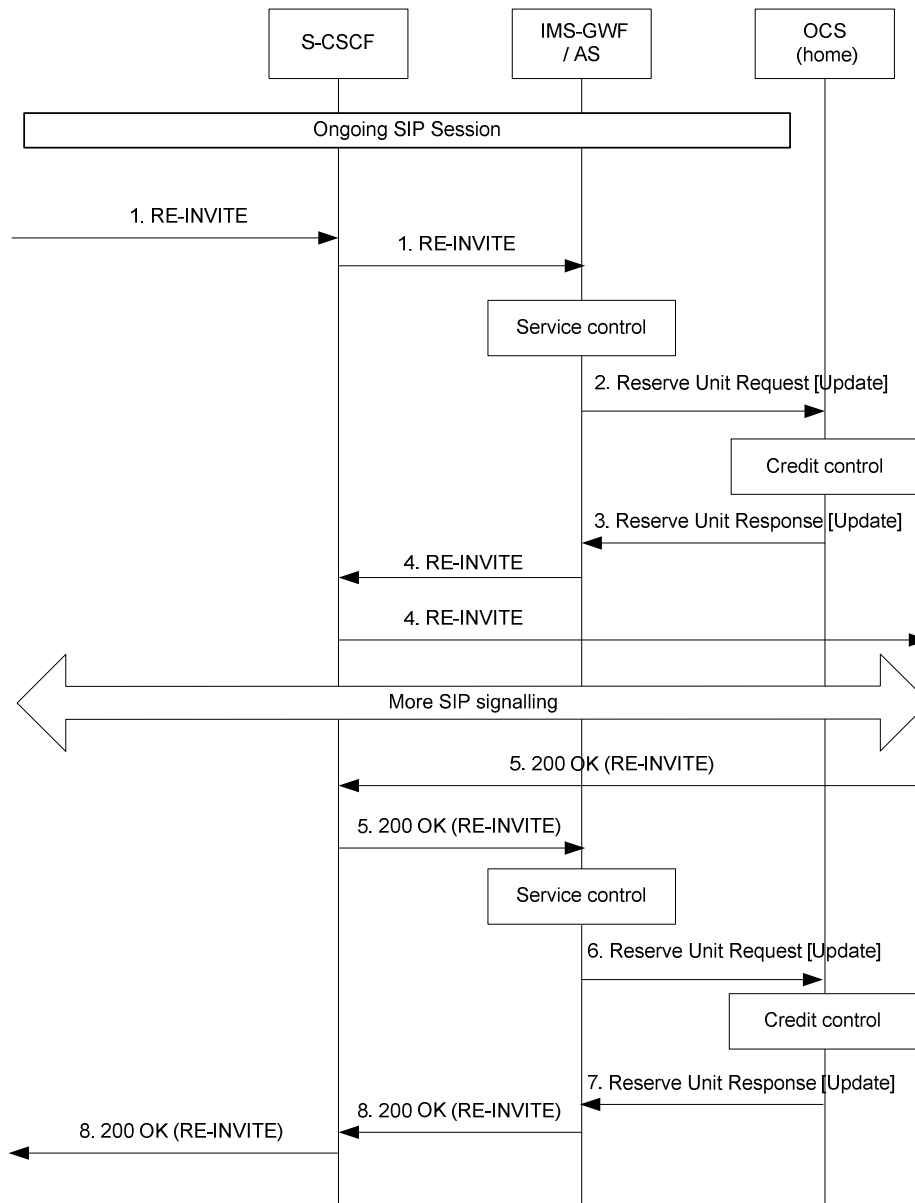 S-CSCF
IMS-GWF
/ AS
OCS
(home)
Ongoing SIP Session
1. RE-INVITE
1. RE-INVITE
Service control
2. Reserve Unit Request [Update]
Credit control
3. Reserve Unit Response [Update]
4. RE-INVITE
4. RE-INVITE
More SIP signalling
5. 200 OK (RE-INVITE)
5. 200 OK (RE-INVITE)
Service control
6. Reserve Unit Request [Update]
Credit control
7. Reserve Unit Response [Update]
8. 200 OK (RE-INVITE)
8. 200 OK (RE-INVITE)